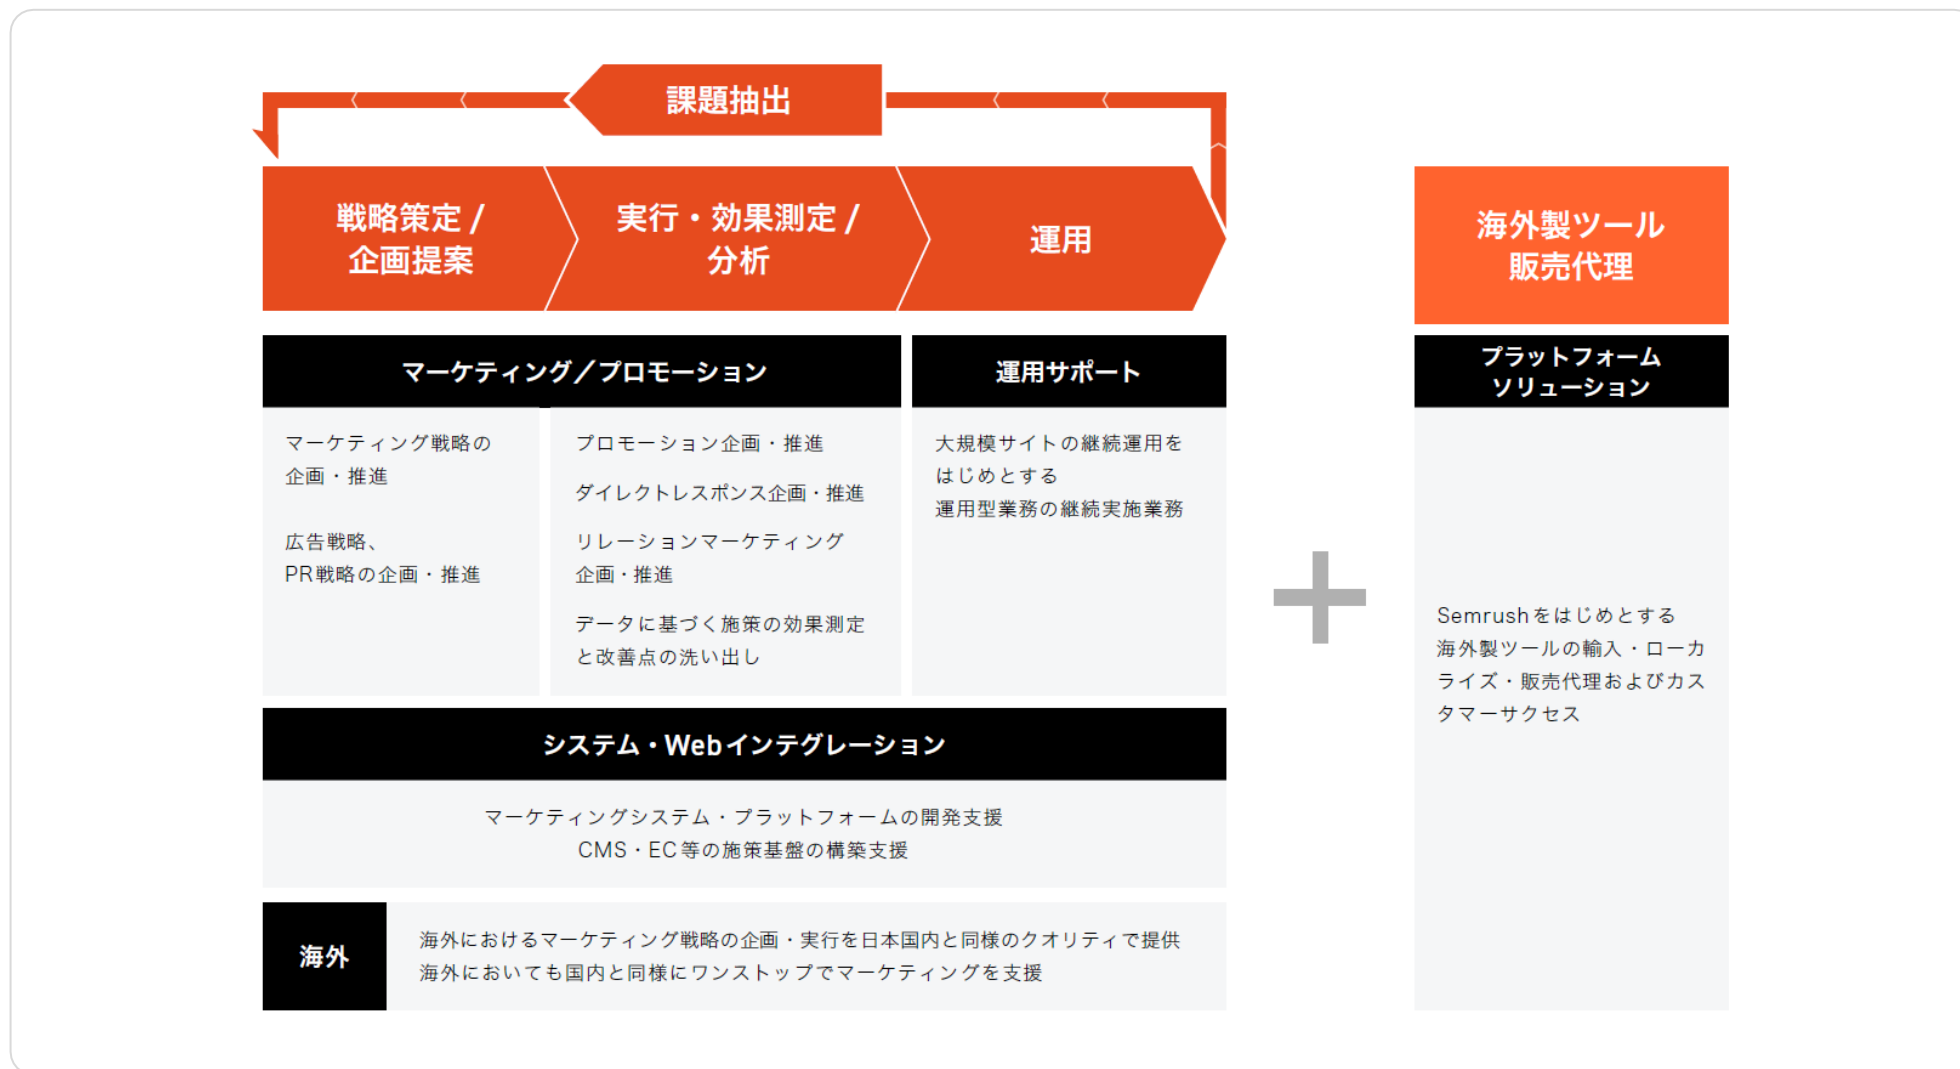 課題抽出
戦略策定 /
企画提案
実行・効果測定 /
分析
運用
海外製ツール
販売代理
マーケティング／プロモーション
運用サポート
プラットフォーム
ソリューション
マーケティング戦略の
企画・推進
広告戦略、
PR戦略の企画・推進
プロモーション企画・推進
ダイレクトレスポンス企画・推進
リレーションマーケティング
企画・推進
データに基づく施策の効果測定
と改善点の洗い出し
大規模サイトの継続運用を
はじめとする
運用型業務の継続実施業務
Semrushをはじめとする
海外製ツールの輸入・ローカ
ライズ・販売代理およびカス
タマーサクセス
システム・Webインテグレーション
マーケティングシステム・プラットフォームの開発支援
CMS・EC等の施策基盤の構築支援
海外
海外におけるマーケティング戦略の企画・実行を日本国内と同様のクオリティで提供
海外においても国内と同様にワンストップでマーケティングを支援